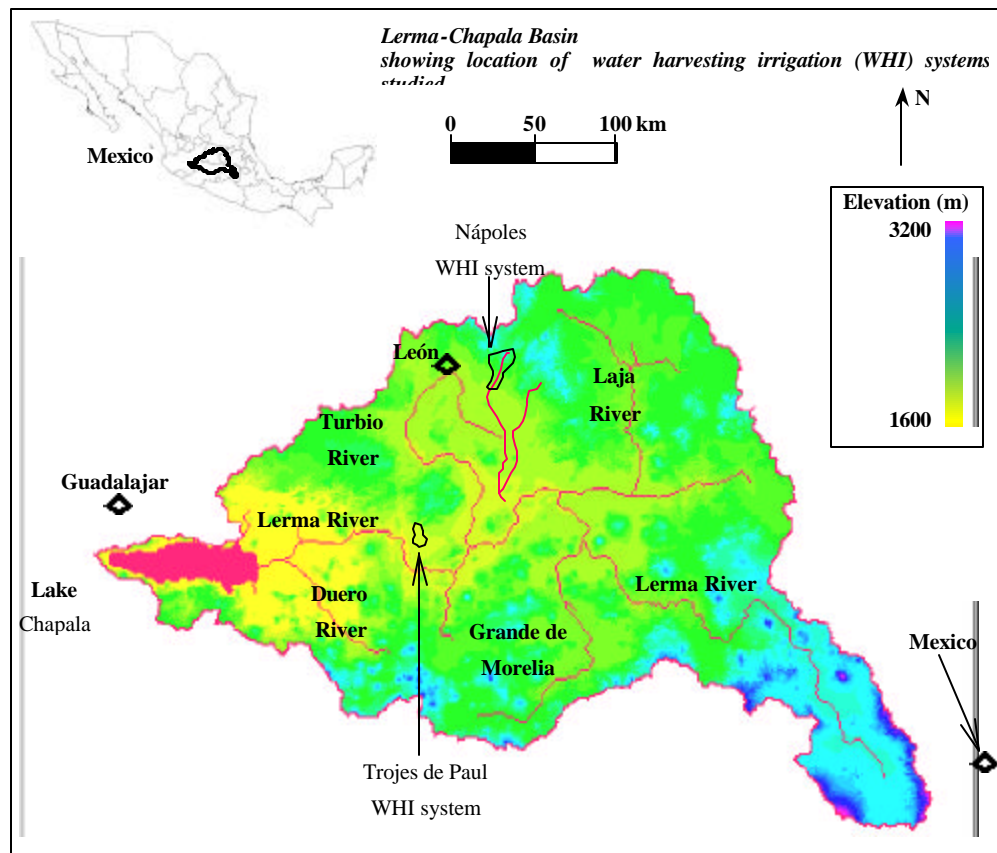 Lerma-Chapala Basin
showing location of water harvesting irrigation (WHI) systems
studied
N
0 50 100 km
Mexico
Elevation (m)
3200
1600
Nápoles
WHI system
León
Laja
River
Turbio
River
Guadalajar
Lerma River
Lake
Chapala
Duero
River
Lerma River
Grande de
Morelia
Mexico
Trojes de Paul
WHI system